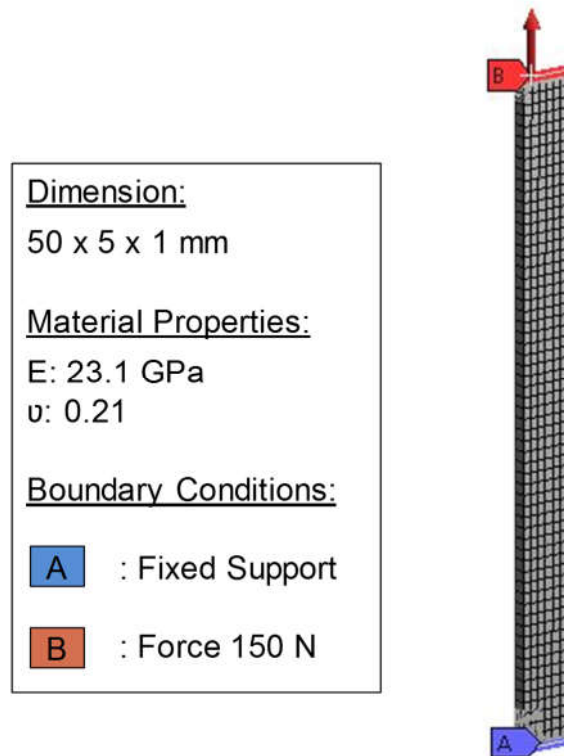 B
Dimension:
50 x 5 x 1 mm
Material Properties:
E: 23.1 GPa
υ: 0.21
Boundary Conditions:
A : Fixed Support
B : Force 150 N
A